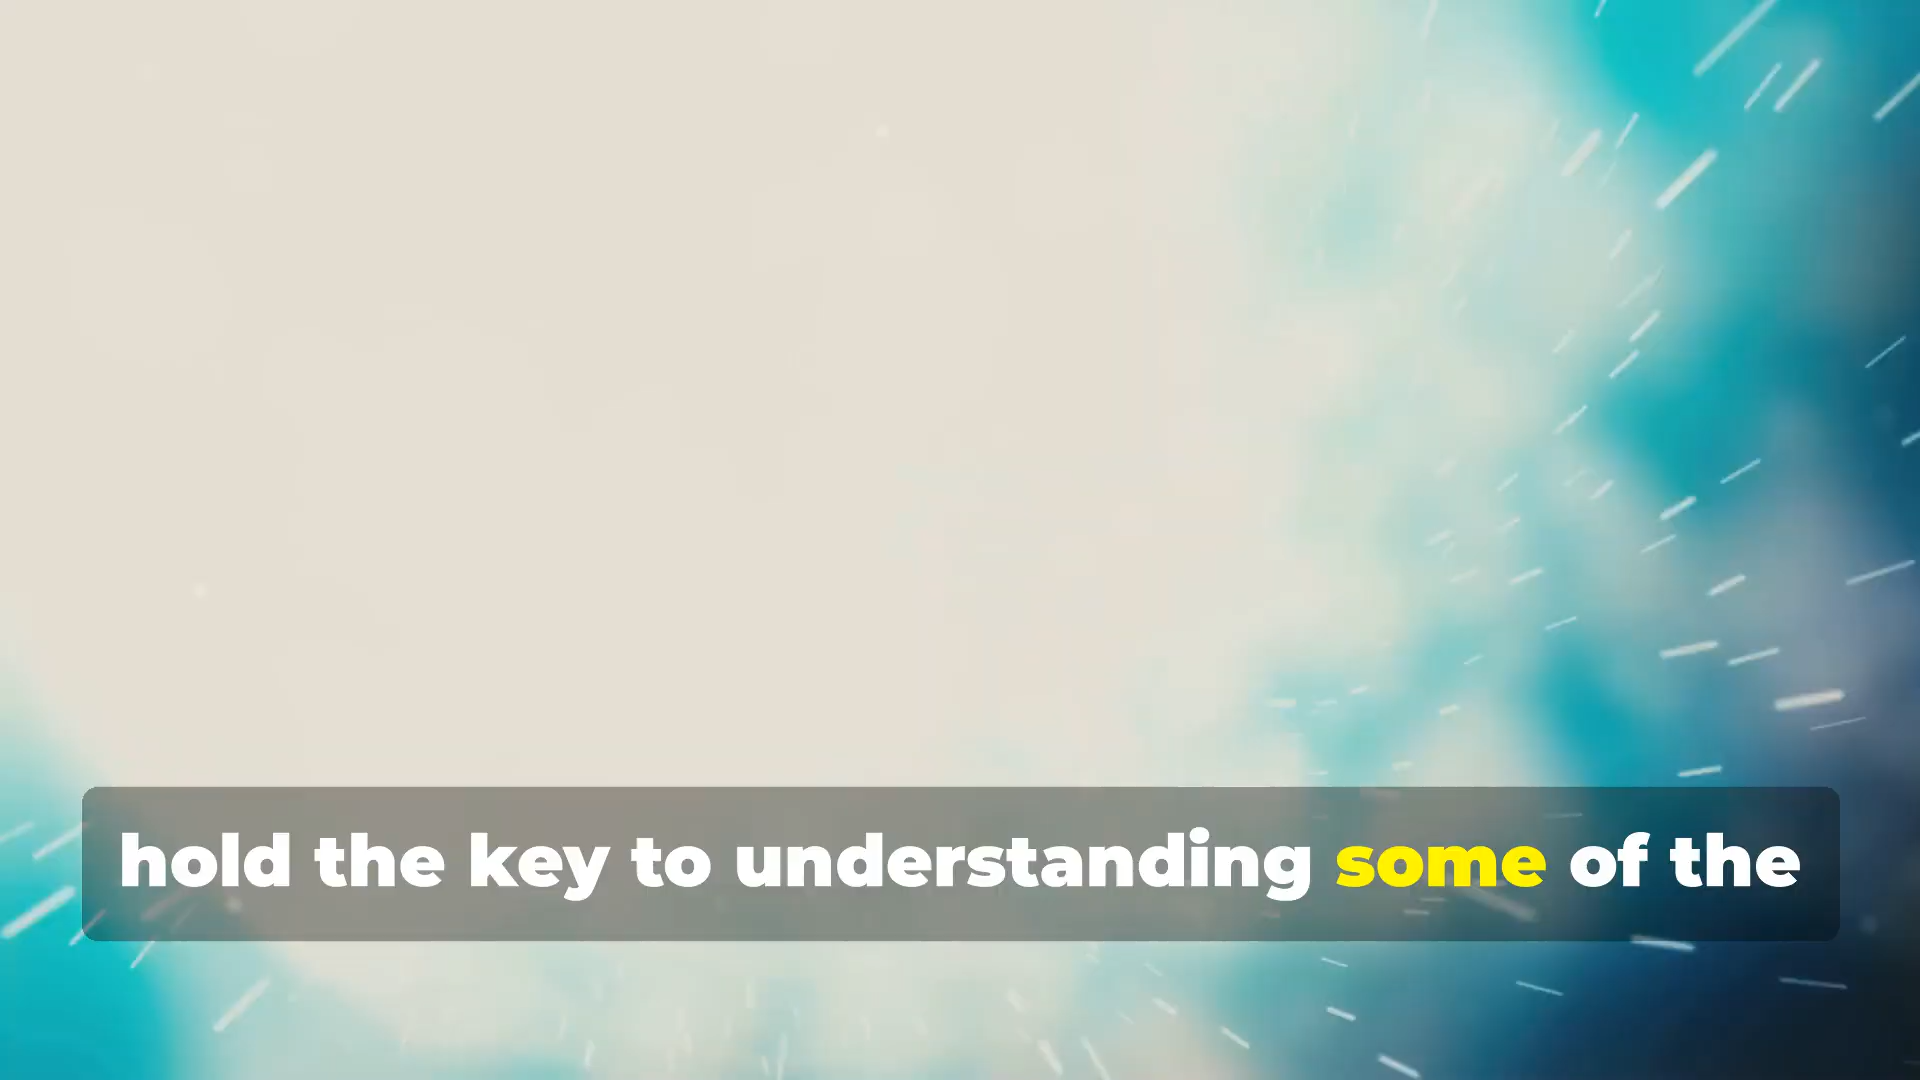 hold the key to understanding some of the